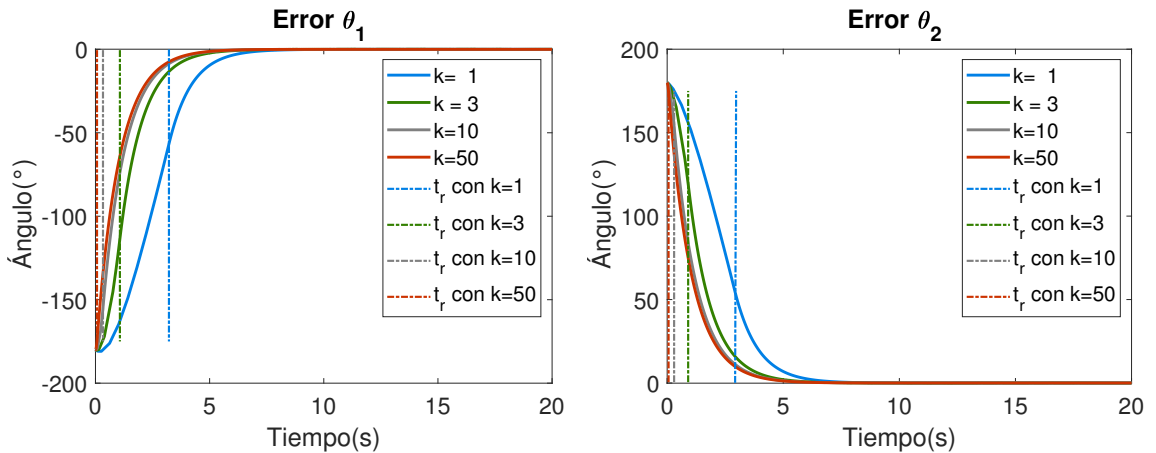 Error θ1
0
-50
-100
-150
-200
Ángulo(°)
0 5 10 15 20
Tiempo(s)
k= 1
k = 3
k=10
k=50
tr con k=1
tr con k=3
tr con k=10
tr con k=50
Error θ2
200
150
100
50
0
Ángulo(°)
0 5 10 15 20
Tiempo(s)
k= 1
k = 3
k=10
k=50
tr con k=1
tr con k=3
tr con k=10
tr con k=50